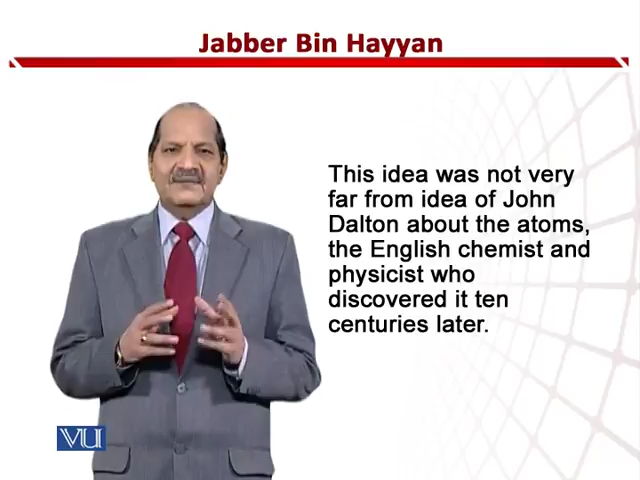 Jabber Bin Hayyan
This idea was not very
far from idea of John
Dalton about the atoms,
the English chemist and
physicist who
discovered it ten
centuries later.
VU